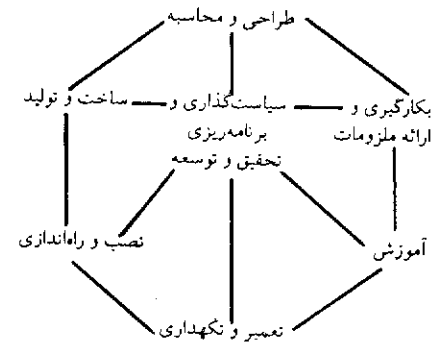 طراحی و محاسبه
بکارگیری و
ارائه ملزومات
سیاست‌گذاری و
برنامه‌ریزی
تحقیق و توسعه
ساخت و تولید
آموزش
نصب و راه‌اندازی
تعمیر و نگهداری